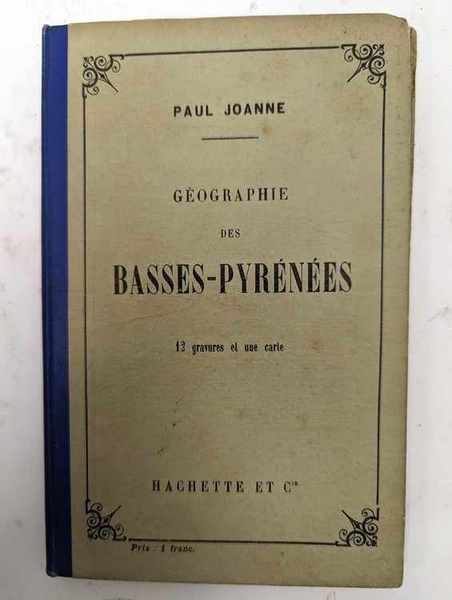 PAUL JOANNE
GÉOGRAPHIE
DES
BASSES-PYRÉNÉES
13 gravures et une carte
HACHETTE ET Cie
Prix : 1 franc.